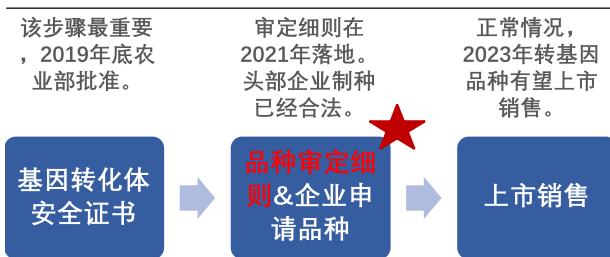 该步骤最重要
，2019年底农
业部批准。
审定细则在
2021年落地。
头部企业制种
已经合法。
正常情况，
2023年转基因
品种有望上市
销售。
基因转化体
安全证书
品种审定细
则&企业申
请品种
上市销售